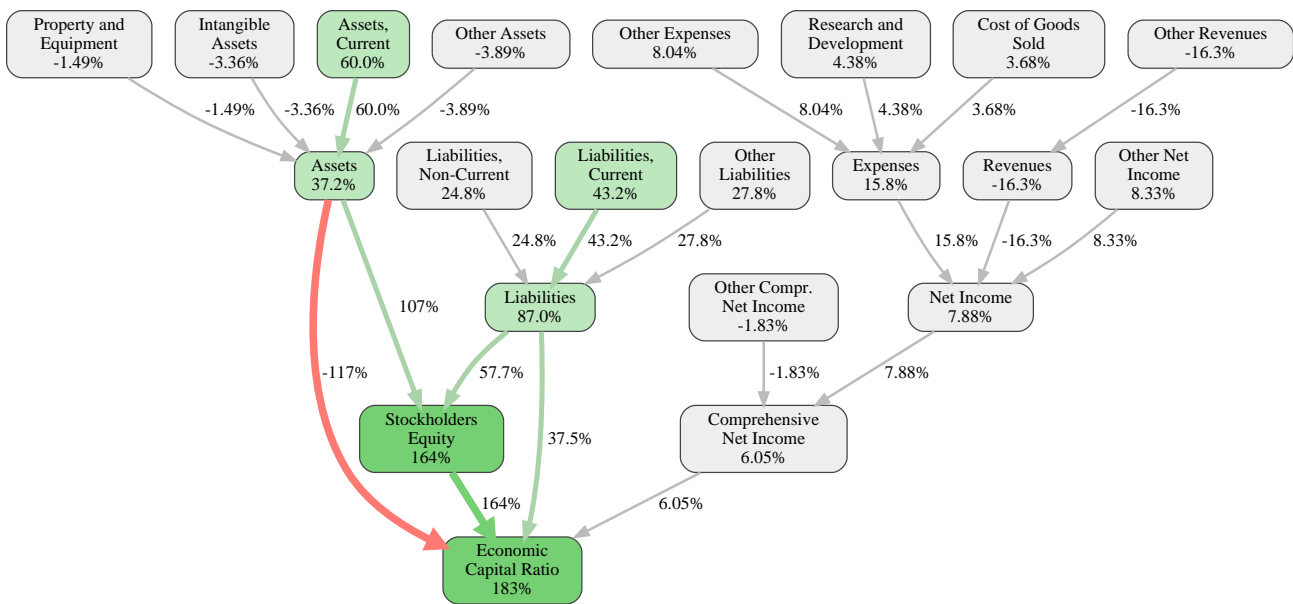 Property and
Equipment
-1.49%
Intangible
Assets
-3.36%
Assets,
Current
60.0%
Other Assets
-3.89%
Other Expenses
8.04%
Research and
Development
4.38%
Cost of Goods
Sold
3.68%
Other Revenues
-16.3%
-1.49%
-3.36%
60.0%
-3.89%
8.04%
4.38%
3.68%
-16.3%
Assets
37.2%
Liabilities,
Non-Current
24.8%
Liabilities,
Current
43.2%
Other
Liabilities
27.8%
Expenses
15.8%
Revenues
-16.3%
Other Net
Income
8.33%
24.8%
43.2%
27.8%
15.8%
-16.3%
8.33%
107%
Liabilities
87.0%
Other Compr.
Net Income
-1.83%
Net Income
7.88%
-117%
57.7%
-1.83%
7.88%
Stockholders
Equity
164%
37.5%
Comprehensive
Net Income
6.05%
164%
6.05%
Economic
Capital Ratio
183%